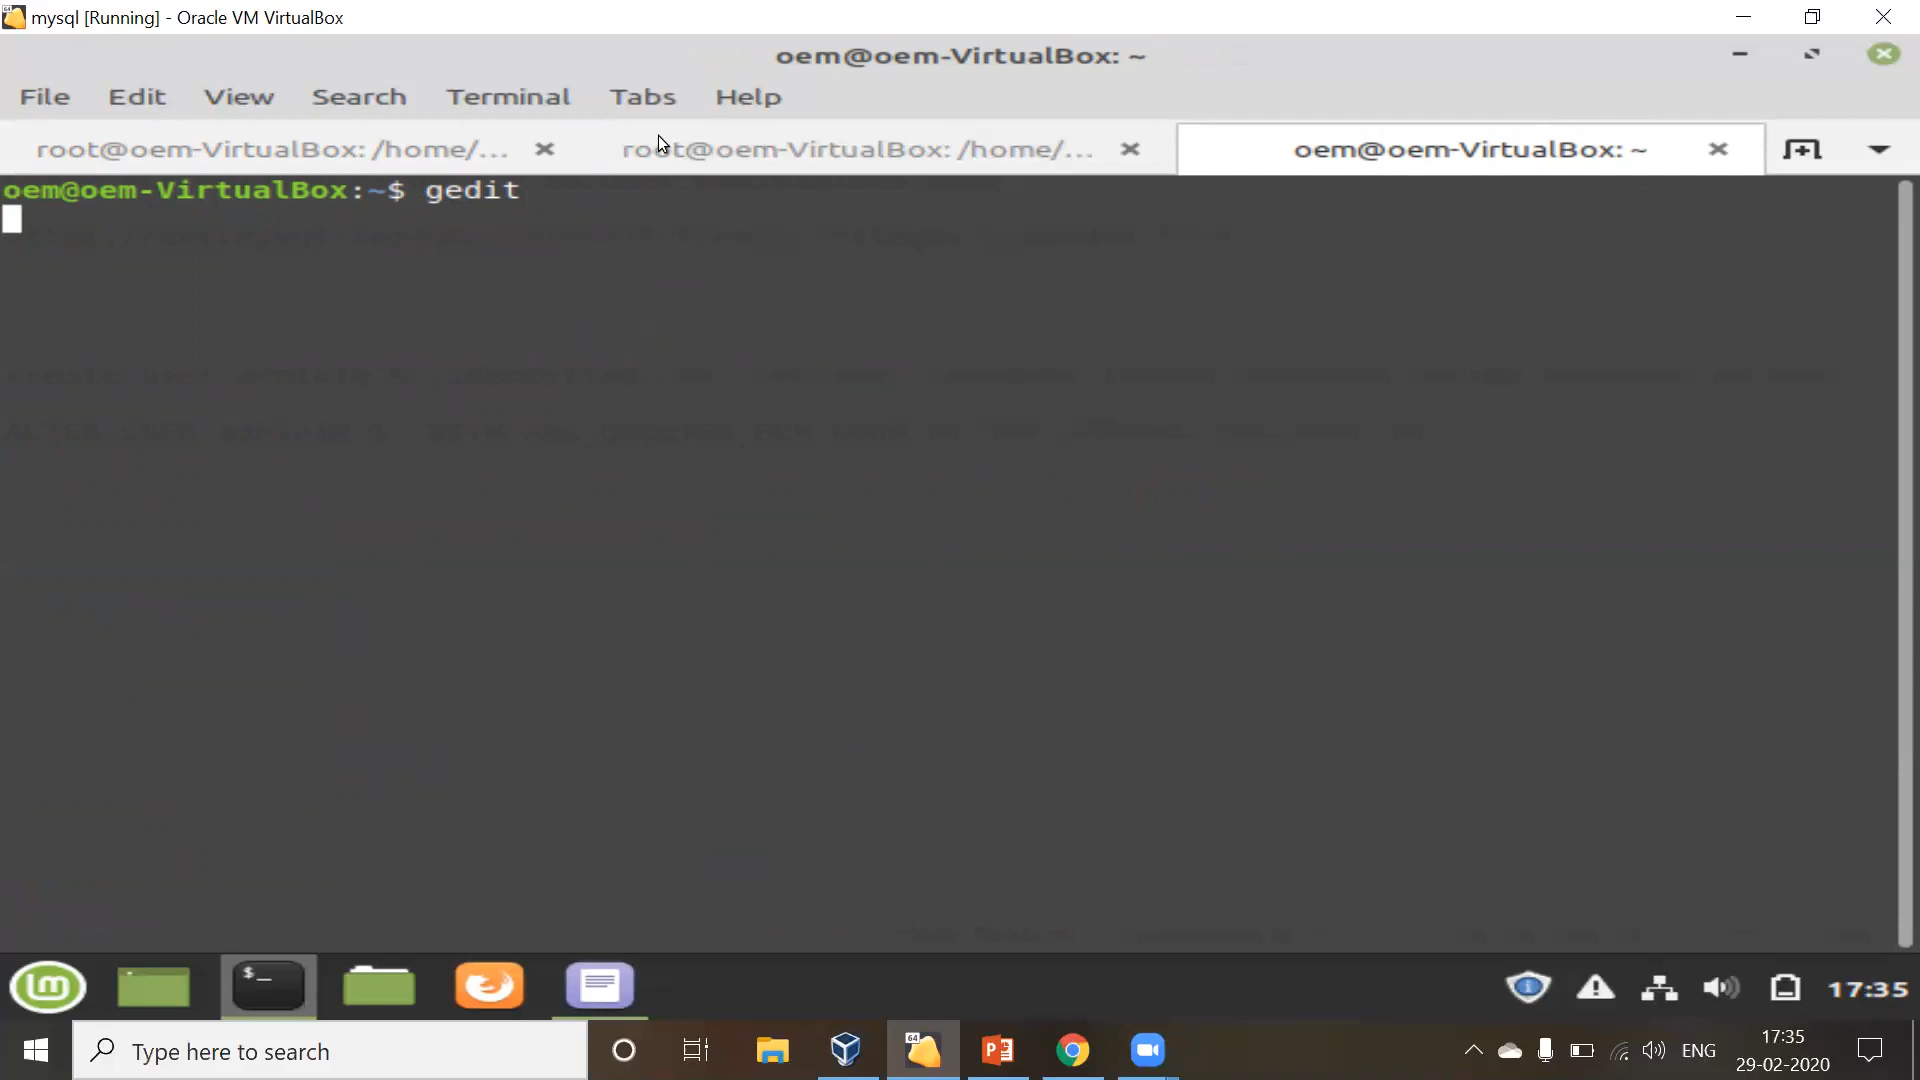 mysql [Running] - Oracle VM VirtualBox
oem@oem-VirtualBox: ~
File Edit View Search Terminal Tabs Help
root@oem-VirtualBox: /home/... root@oem-VirtualBox: /home/... oem@oem-VirtualBox: ~
oem@oem-VirtualBox:~$ gedit
$_
lm
17:35
Type here to search
64
P
ENG
17:35
29-02-2020